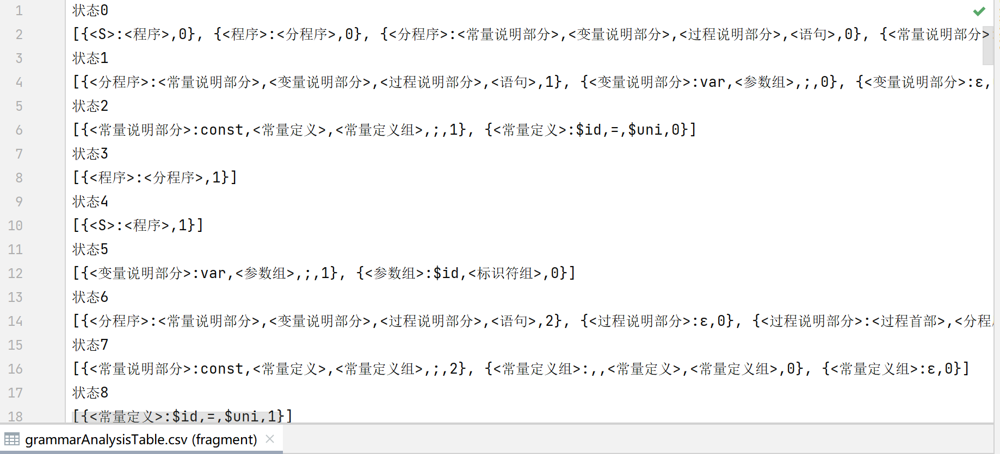 1 状态0
2 [{<S>:<程序>,0}, {<程序>:<分程序>,0}, {<分程序>:<常量说明部分>,<变量说明部分>,<过程说明部分>,<语句>,0}, {<常量说明部分>
3 状态1
4 [{<分程序>:<常量说明部分>,<变量说明部分>,<过程说明部分>,<语句>,1}, {<变量说明部分>:var,<参数组>,;,0}, {<变量说明部分>:ε,
5 状态2
6 [{<常量说明部分>:const,<常量定义>,<常量定义组>,;,1}, {<常量定义>:$id,=,$uni,0}]
7 状态3
8 [{<程序>:<分程序>,1}]
9 状态4
10 [{<S>:<程序>,1}]
11 状态5
12 [{<变量说明部分>:var,<参数组>,;,1}, {<参数组>:$id,<标识符组>,0}]
13 状态6
14 [{<分程序>:<常量说明部分>,<变量说明部分>,<过程说明部分>,<语句>,2}, {<过程说明部分>:ε,0}, {<过程说明部分>:<过程首部>,<分程
15 状态7
16 [{<常量说明部分>:const,<常量定义>,<常量定义组>,;,2}, {<常量定义组>:,,<常量定义>,<常量定义组>,0}, {<常量定义组>:ε,0}]
17 状态8
18 [{<常量定义>:$id,=,$uni,1}]
grammarAnalysisTable.csv (fragment)